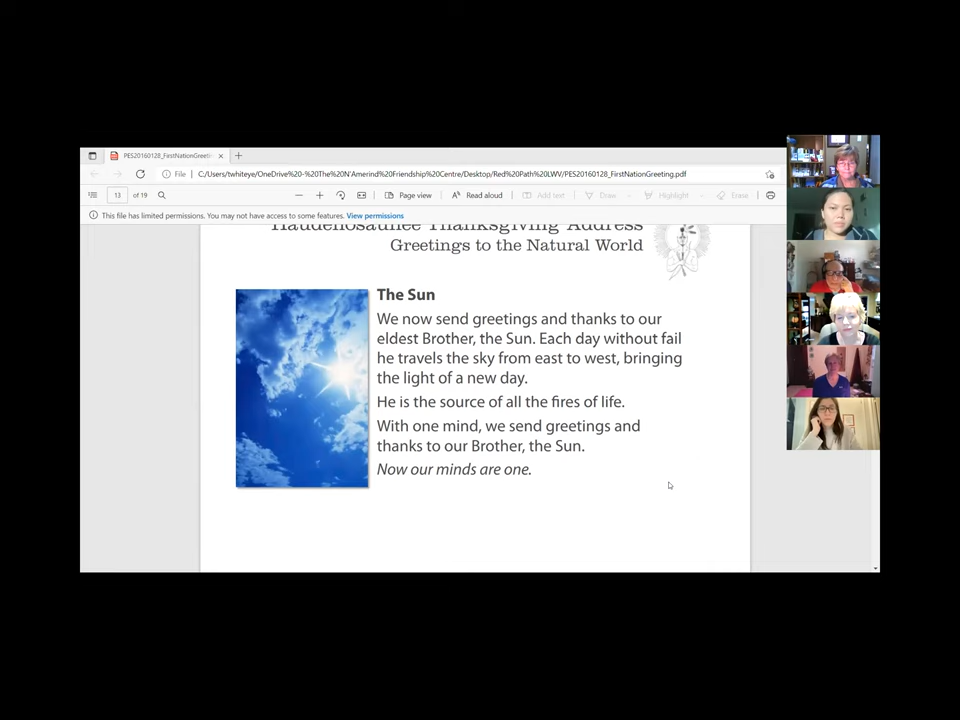 PES20160128_FirstNationGreeti
File
C:/Users/twhiteye/OneDrive%20-%20The%20N'Amerind%20Friendship%20Centre/Desktop/Red%20Path%20LWV/PES20160128_FirstNationGreeting.pdf
13 of 19
Page view
Read aloud
Add text
Draw
Highlight
Erase
This file has limited permissions. You may not have access to some features. View permissions
Haudenosaunee Thanksgiving Address
Greetings to the Natural World
The Sun
We now send greetings and thanks to our
eldest Brother, the Sun. Each day without fail
he travels the sky from east to west, bringing
the light of a new day.
He is the source of all the fires of life.
With one mind, we send greetings and
thanks to our Brother, the Sun.
Now our minds are one.